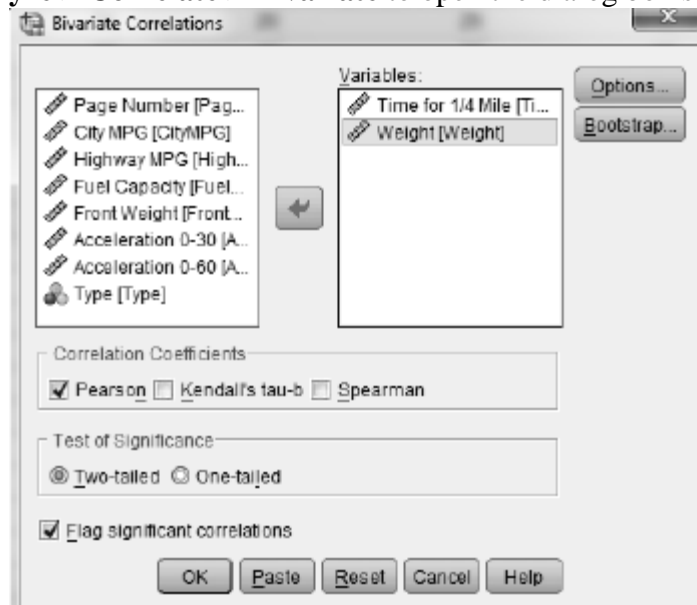 Bivariate Correlations
Variables:
Page Number [Pag...
City MPG [CityMPG]
Highway MPG [High...
Fuel Capacity [Fuel...
Front Weight [Front...
Acceleration 0-30 [A...
Acceleration 0-60 [A...
Type [Type]
Time for 1/4 Mile [Ti...
Weight [Weight]
Options...
Bootstrap...
Correlation Coefficients
Pearson Kendall's tau-b Spearman
Test of Significance
Two-tailed One-tailed
Flag significant correlations
OK Paste Reset Cancel Help